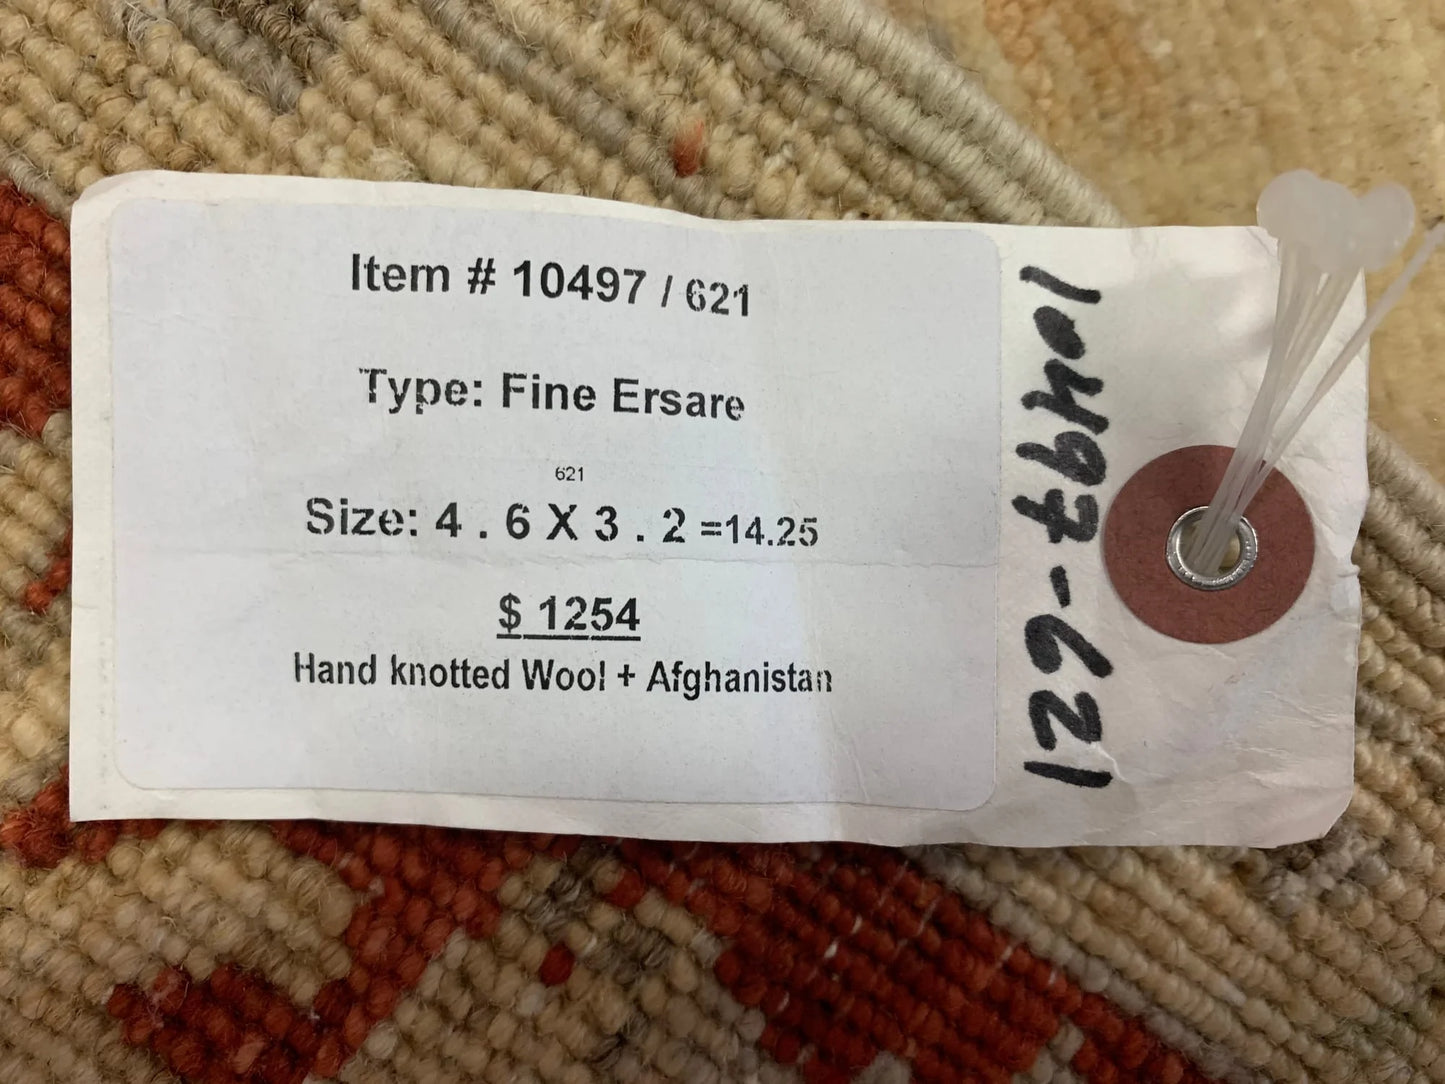 Item # 10497 / 621
Type: Fine Ersare
621
Size: 4 . 6 X 3 . 2 =14.25
$ 1254
Hand knotted Wool + Afghanistan
10497-621